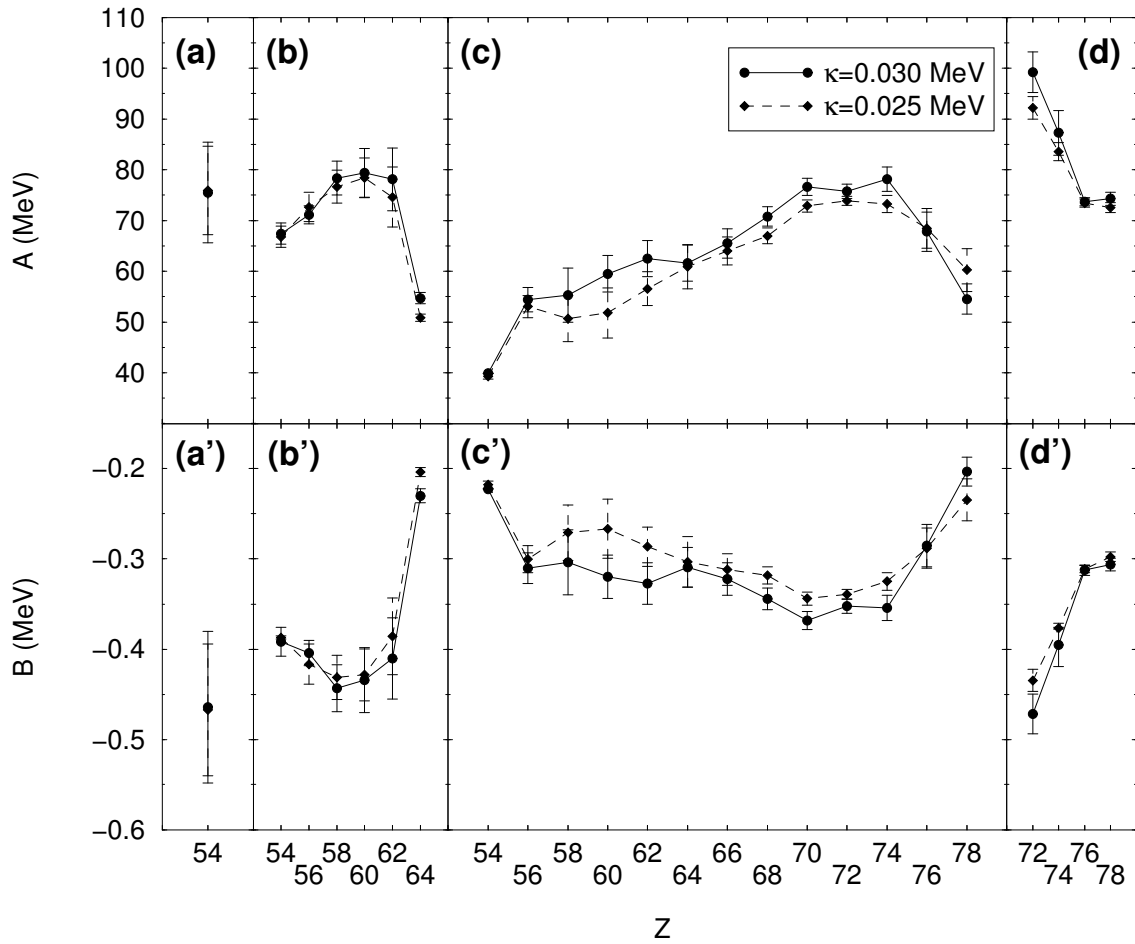 (a) (b) (c) (d)
κ=0.030 MeV
κ=0.025 MeV
110
100
90
80
70
60
50
40
A (MeV)
(a') (b') (c') (d')
−0.2
−0.3
−0.4
−0.5
−0.6
B (MeV)
54 54 58 62 54 58 62 66 70 74 78 72 76
56 60 64 56 60 64 68 72 76 74 78
Z